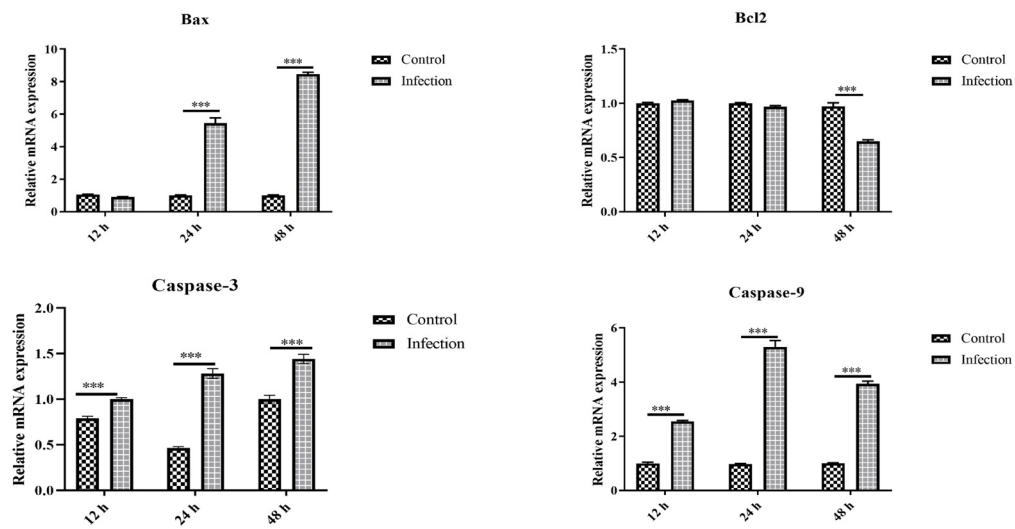 Bax
Relative mRNA expression
10
8
6
4
2
0
***
***
12 h
24 h
48 h
Control
Infection
Bcl2
Relative mRNA expression
1.5
1.0
0.5
0.0
***
12 h
24 h
48 h
Control
Infection
Caspase-3
Relative mRNA expression
2.0
1.5
1.0
0.5
0.0
***
***
***
12 h
24 h
48 h
Control
Infection
Caspase-9
Relative mRNA expression
6
4
2
0
***
***
***
12 h
24 h
48 h
Control
Infection